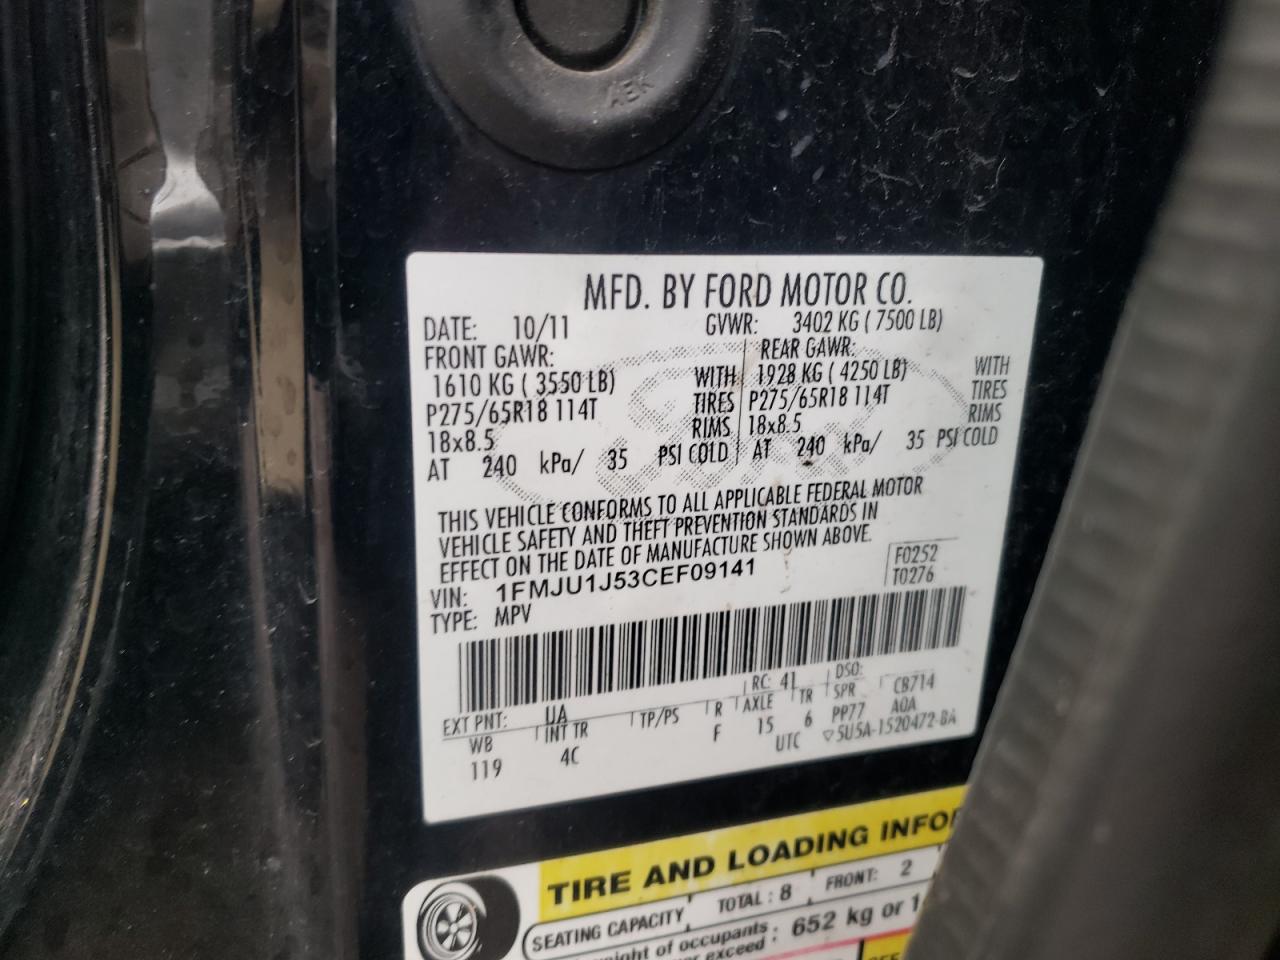 AEK
MFD. BY FORD MOTOR CO.
DATE: 10/11 GVWR: 3402 KG ( 7500 LB)
FRONT GAWR: REAR GAWR:
1610 KG ( 3550 LB) WITH 1928 KG ( 4250 LB) WITH
P275/65R18 114T TIRES P275/65R18 114T TIRES
18x8.5 RIMS 18x8.5 RIMS
AT 240 kPa/ 35 PSI COLD AT 240 kPa/ 35 PSI COLD
THIS VEHICLE CONFORMS TO ALL APPLICABLE FEDERAL MOTOR
VEHICLE SAFETY AND THEFT PREVENTION STANDARDS IN
EFFECT ON THE DATE OF MANUFACTURE SHOWN ABOVE.
VIN: 1FMJU1J53CEF09141 F0252
TYPE: MPV T0276
EXT PNT: UA RC: 41 DSO:
WB INT TR TP/PS R AXLE TR SPR C8714
119 4C F 15 6 PP77 A0A
UTC ▽5U5A-1520472-BA
TIRE AND LOADING
SEATING CAPACITY TOTAL: 8 FRONT: 2
of occupants
exceed : 652 kg or